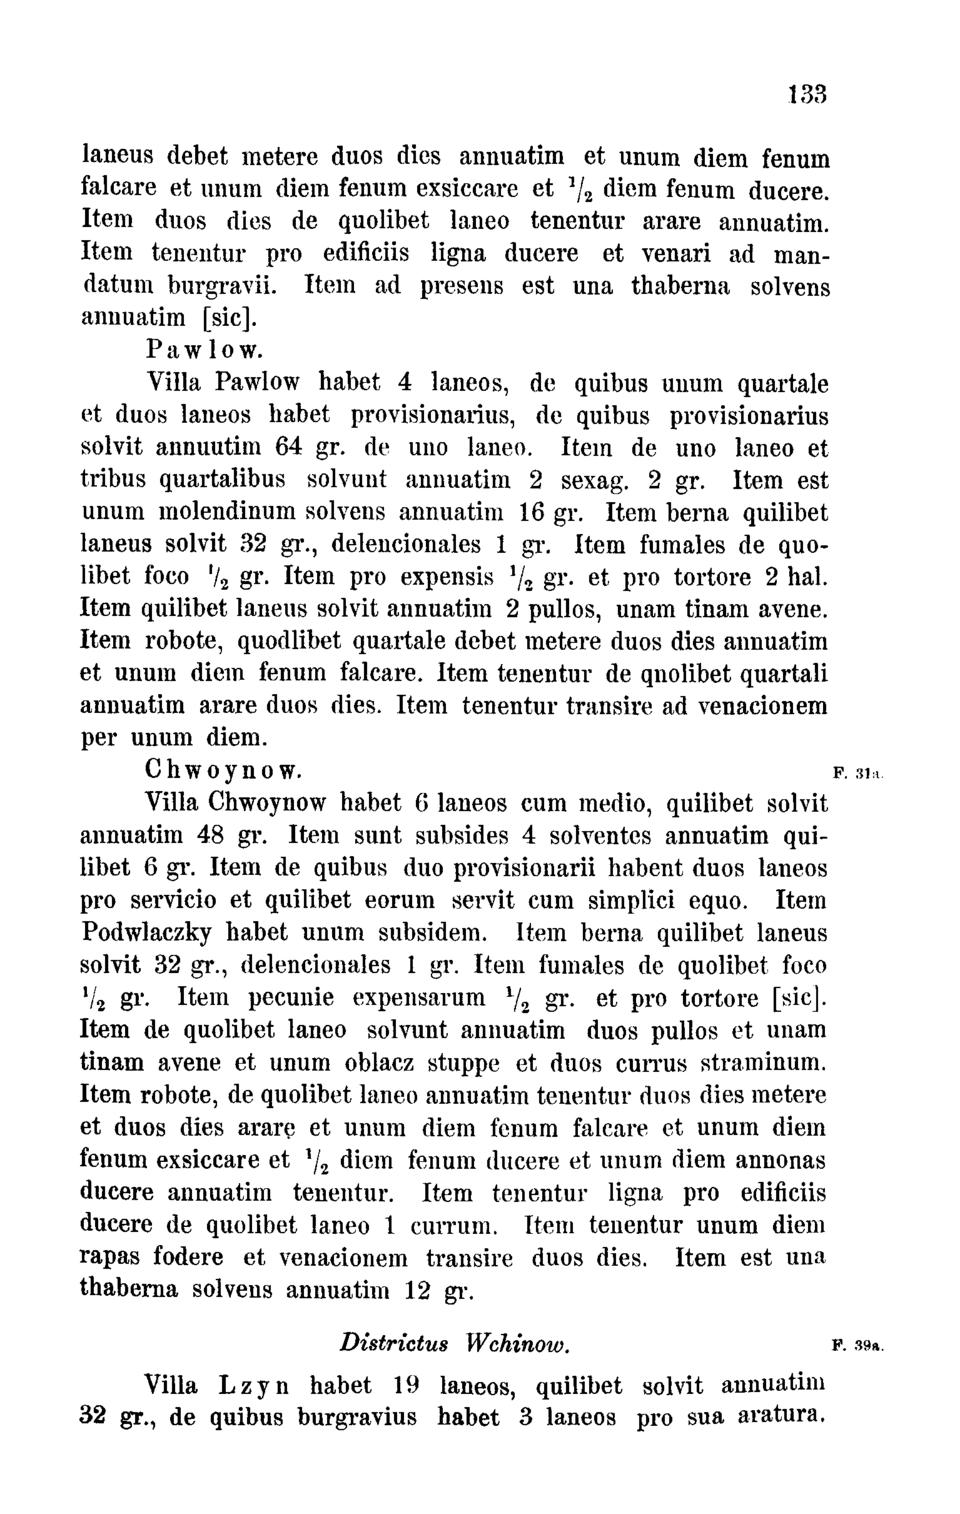 133
laneus debet metere duos dies annuatim et unum diem fenum
falcare et unum diem fenum exsiccare et ½ diem fenum ducere.
Item duos dies de quolibet laneo tenentur arare annuatim.
Item tenentur pro edificiis ligna ducere et venari ad man-
datum burgravii. Item ad presens est una thaberna solvens
annuatim [sic].
Pawlow.
Villa Pawlow habet 4 laneos, de quibus unum quartale
et duos laneos habet provisionarius, de quibus provisionarius
solvit annuutim 64 gr. de uno laneo. Item de uno laneo et
tribus quartalibus solvunt annuatim 2 sexag. 2 gr. Item est
unum molendinum solvens annuatim 16 gr. Item berna quilibet
laneus solvit 32 gr., delencionales 1 gr. Item fumales de quo-
libet foco ½ gr. Item pro expensis ½ gr. et pro tortore 2 hal.
Item quilibet laneus solvit annuatim 2 pullos, unam tinam avene.
Item robote, quodlibet quartale debet metere duos dies annuatim
et unum diem fenum falcare. Item tenentur de qnolibet quartali
annuatim arare duos dies. Item tenentur transire ad venacionem
per unum diem.
Chwoynow. F. 31a.
Villa Chwoynow habet 6 laneos cum medio, quilibet solvit
annuatim 48 gr. Item sunt subsides 4 solventes annuatim qui-
libet 6 gr. Item de quibus duo provisionarii habent duos laneos
pro servicio et quilibet eorum servit cum simplici equo. Item
Podwlaczky habet unum subsidem. Item berna quilibet laneus
solvit 32 gr., delencionales 1 gr. Item fumales de quolibet foco
½ gr. Item pecunie expensarum ½ gr. et pro tortore [sic].
Item de quolibet laneo solvunt annuatim duos pullos et unam
tinam avene et unum oblacz stuppe et duos currus straminum.
Item robote, de quolibet laneo annuatim tenentur duos dies metere
et duos dies arare et unum diem fenum falcare et unum diem
fenum exsiccare et ½ diem fenum ducere et unum diem annonas
ducere annuatim tenentur. Item tenentur ligna pro edificiis
ducere de quolibet laneo 1 currum. Item tenentur unum diem
rapas fodere et venacionem transire duos dies. Item est una
thaberna solvens annuatim 12 gr.
Districtus Wchinow. F. 39a.
Villa Lzyn habet 19 laneos, quilibet solvit annuatim
32 gr., de quibus burgravius habet 3 laneos pro sua aratura.